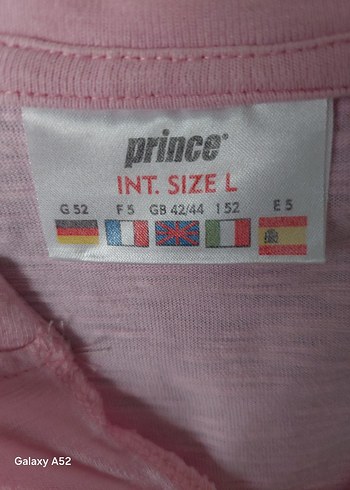 prince®
INT. SIZE L
G 52 F 5 GB 42/44 I 52 E 5
Galaxy A52